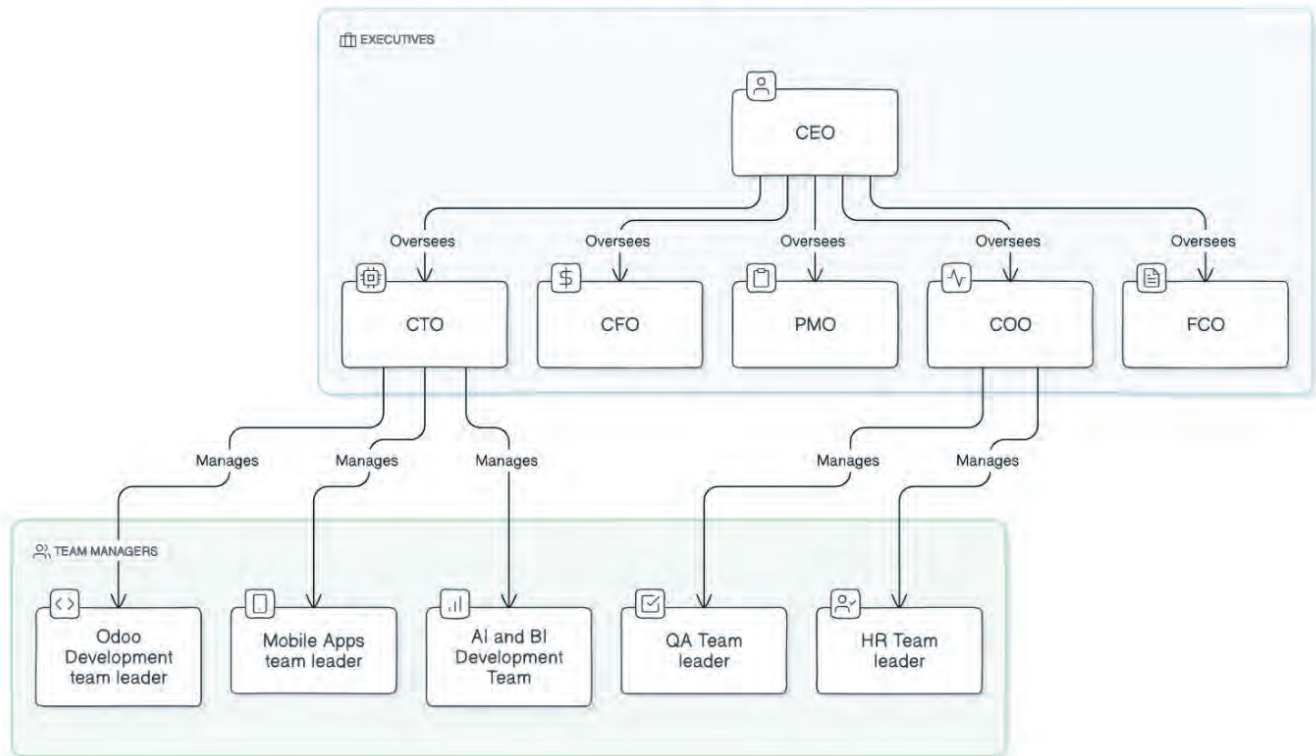 EXECUTIVES
CEO
Oversees
Oversees
Oversees
Oversees
Oversees
CTO
CFO
PMO
COO
FCO
Manages
Manages
Manages
Manages
Manages
TEAM MANAGERS
Odoo
Development
team leader
Mobile Apps
team leader
AI and BI
Development
Team
QA Team
leader
HR Team
leader